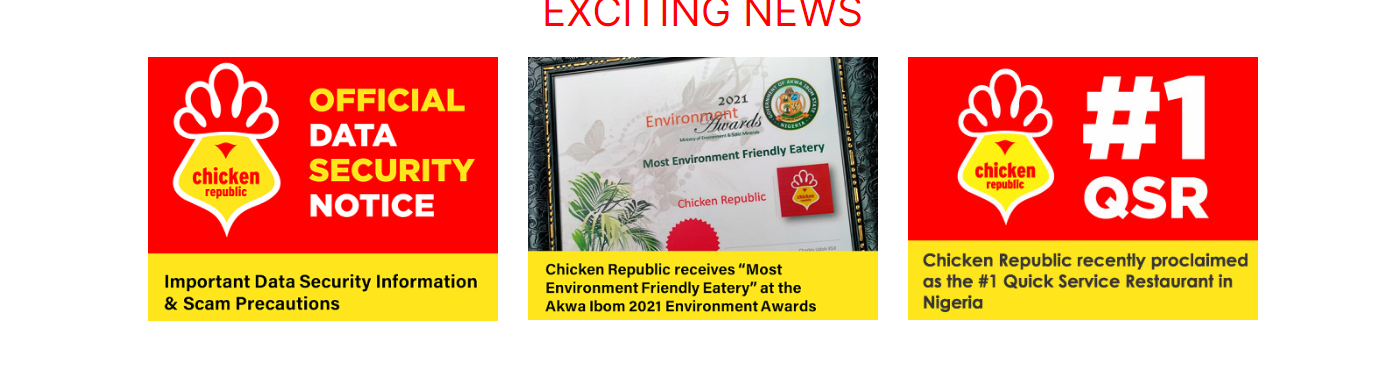 EXCITING NEWS
chicken
republic
OFFICIAL
DATA
SECURITY
NOTICE
Important Data Security Information
& Scam Precautions
2021
Environment
Awards
Ministry of Environment & Solid Minerals
GOVERNMENT OF AKWA IBOM STATE
NIGERIA
Most Environment Friendly Eatery
Chicken Republic
chicken
Chicken Republic receives “Most
Environment Friendly Eatery” at the
Akwa Ibom 2021 Environment Awards
chicken
republic
#1
QSR
Chicken Republic recently proclaimed
as the #1 Quick Service Restaurant in
Nigeria